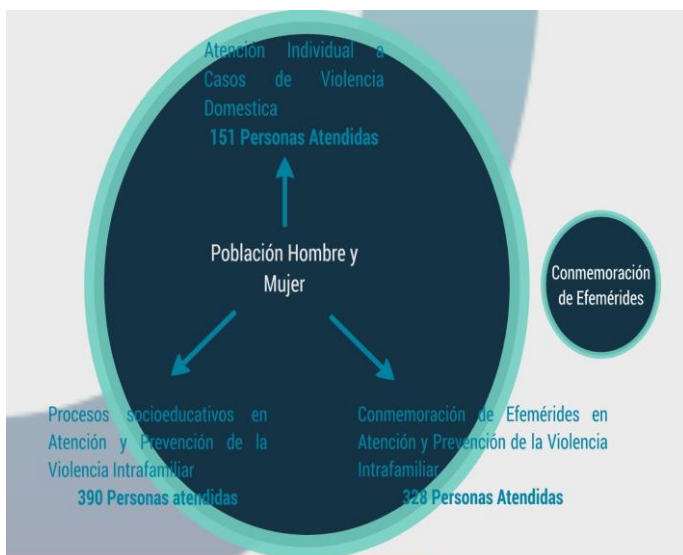 Atención Individual a
Casos de Violencia
Domestica
151 Personas Atendidas
Población Hombre y
Mujer
Conmemoración
de Efemérides
Procesos socioeducativos en
Atención y Prevención de la
Violencia Intrafamiliar
390 Personas atendidas
Conmemoración de Efemérides en
Atención y Prevención de la Violencia
Intrafamiliar
328 Personas Atendidas